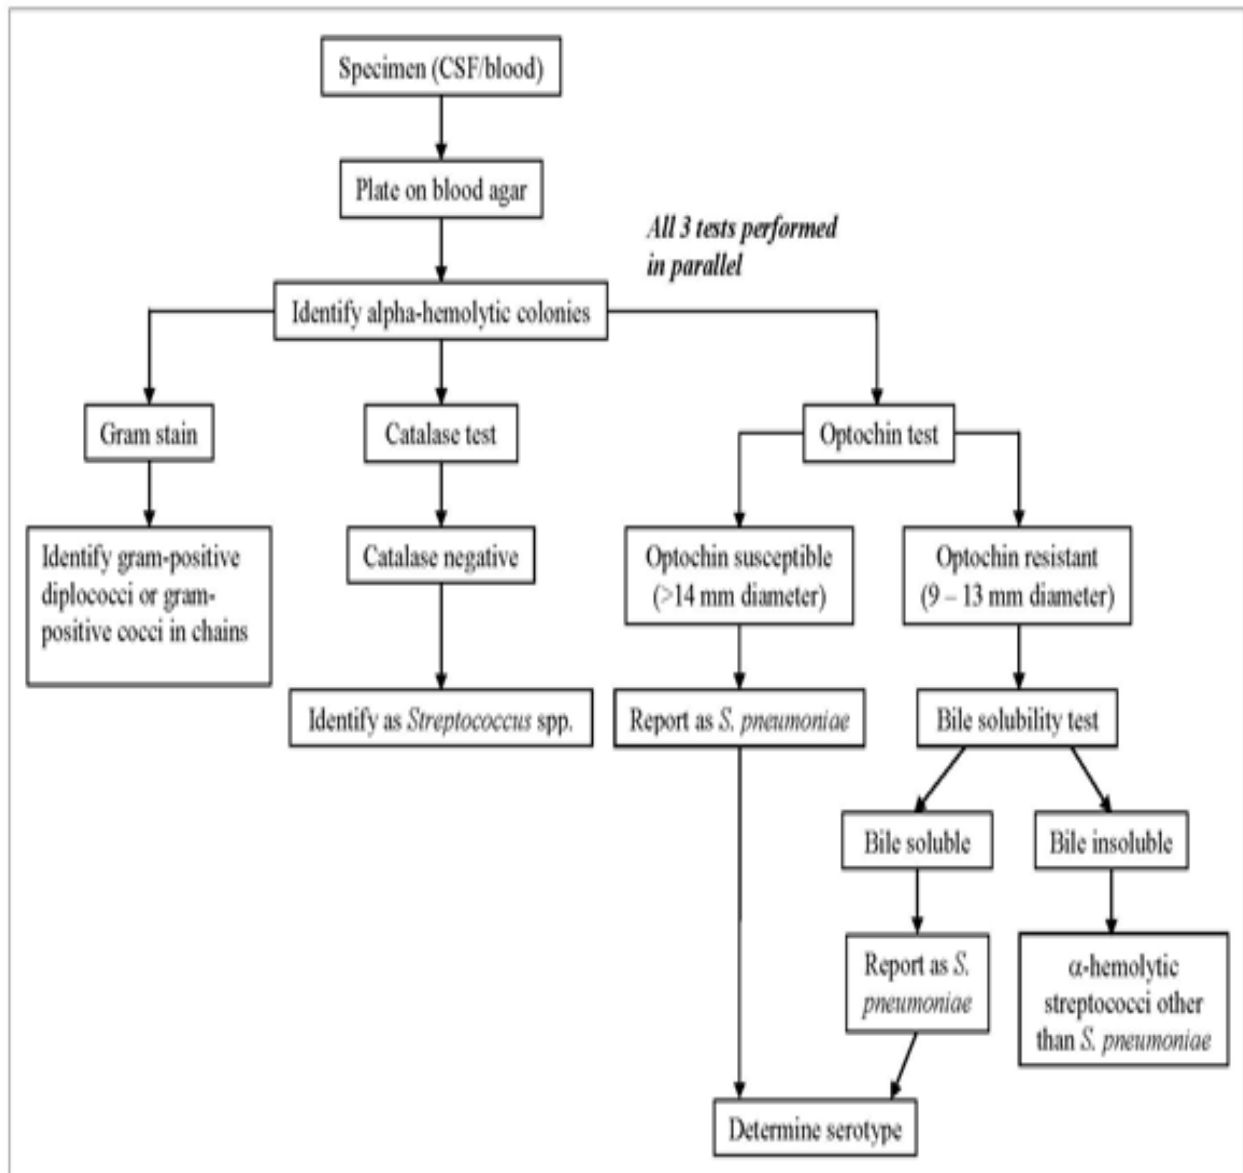 Specimen (CSF/blood)
Plate on blood agar
All 3 tests performed
in parallel
Identify alpha-hemolytic colonies
Gram stain
Catalase test
Optochin test
Identify gram-positive
diplococci or gram-
positive cocci in chains
Catalase negative
Optochin susceptible
(>14 mm diameter)
Optochin resistant
(9 – 13 mm diameter)
Identify as Streptococcus spp.
Report as S. pneumoniae
Bile solubility test
Bile soluble
Bile insoluble
Report as S.
pneumoniae
α-hemolytic
streptococci other
than S. pneumoniae
Determine serotype